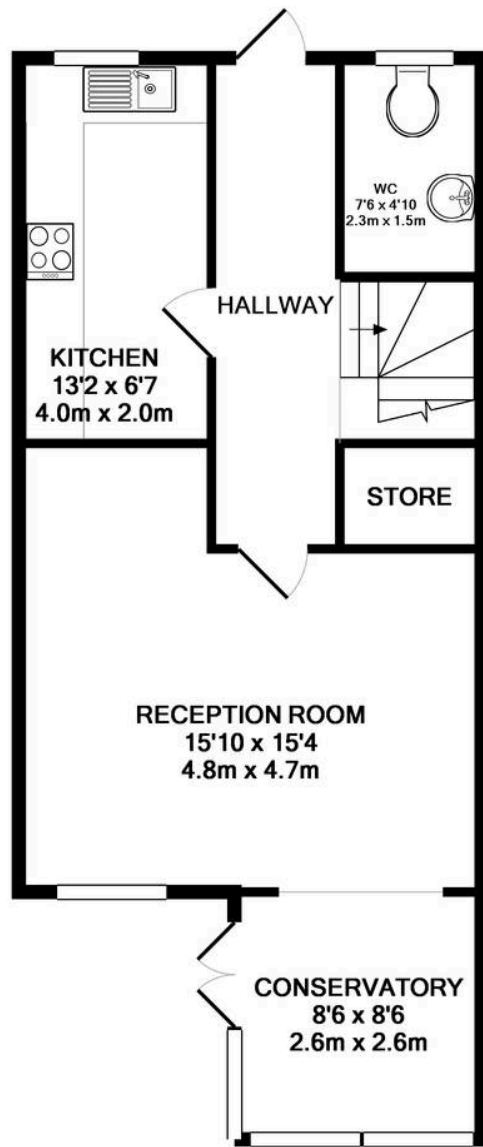 WC
7'6 x 4'10
2.3m x 1.5m
HALLWAY
KITCHEN
13'2 x 6'7
4.0m x 2.0m
STORE
RECEPTION ROOM
15'10 x 15'4
4.8m x 4.7m
CONSERVATORY
8'6 x 8'6
2.6m x 2.6m